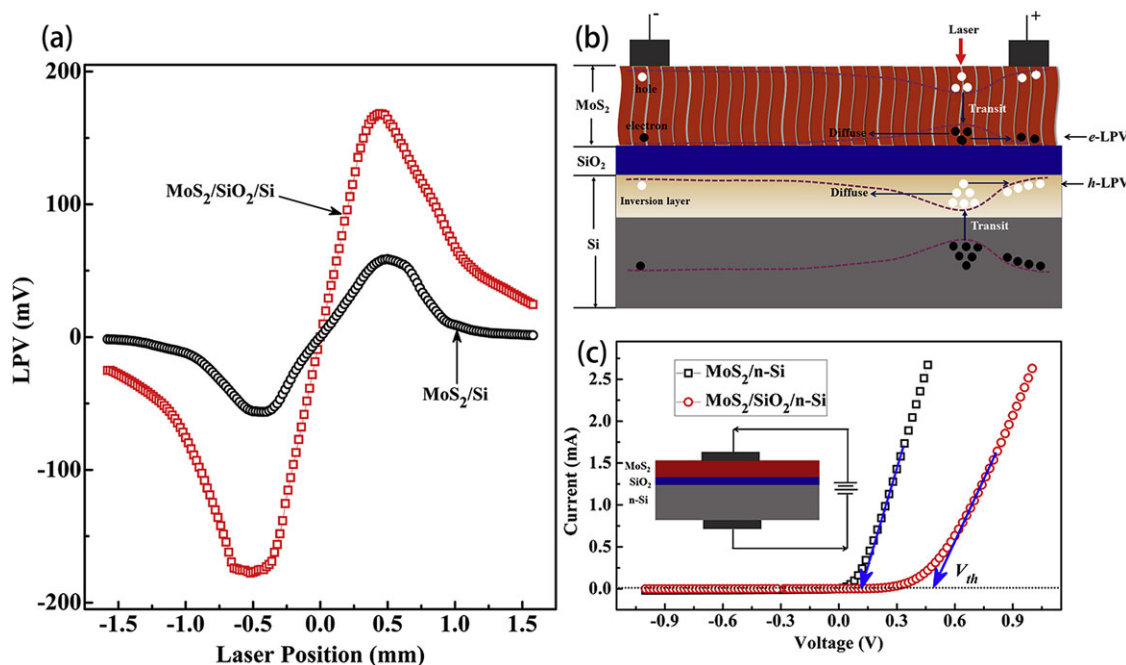 (a)
200
100
0
-100
-200
LPV (mV)
MoS2/SiO2/Si
MoS2/Si
-1.5 -1.0 -0.5 0.0 0.5 1.0 1.5
Laser Position (mm)
(b)
-
Laser
+
MoS2
hole
Transit
electron
Diffuse
e-LPV
SiO2
h-LPV
Inversion layer
Diffuse
Transit
Si
(c)
2.5
2.0
1.5
1.0
0.5
0.0
Current (mA)
MoS2/n-Si
MoS2/SiO2/n-Si
MoS2
SiO2
n-Si
Vth
-0.9 -0.6 -0.3 0.0 0.3 0.6 0.9
Voltage (V)